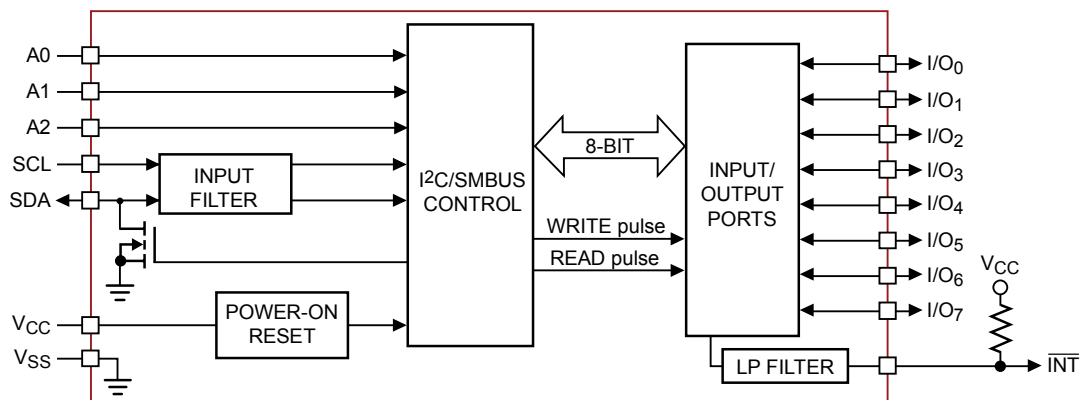 A0
A1
A2
SCL
SDA
VCC
VSS
INPUT
FILTER
POWER-ON
RESET
I²C/SMBUS
CONTROL
8-BIT
WRITE pulse
READ pulse
INPUT/
OUTPUT
PORTS
LP FILTER
I/O0
I/O1
I/O2
I/O3
I/O4
I/O5
I/O6
I/O7
VCC
INT